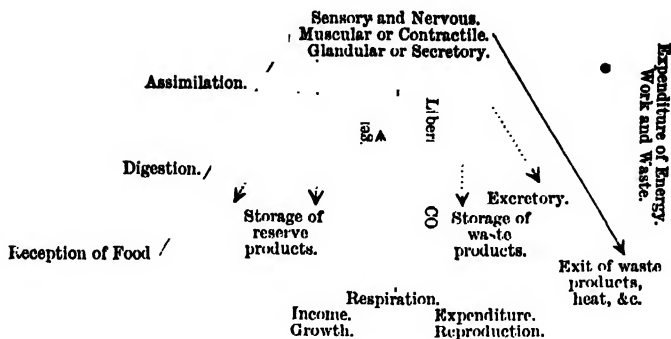 Sensory and Nervous.
Muscular or Contractile.
Glandular or Secretory.
Expenditure of Energy.
Work and Waste.
Assimilation.
Liberi
Digestion.
Excretory.
Storage of
reserve
products.
CO
Storage of
waste
products.
Reception of Food
Exit of waste
products,
heat, &c.
Respiration.
Income. Expenditure.
Growth. Reproduction.